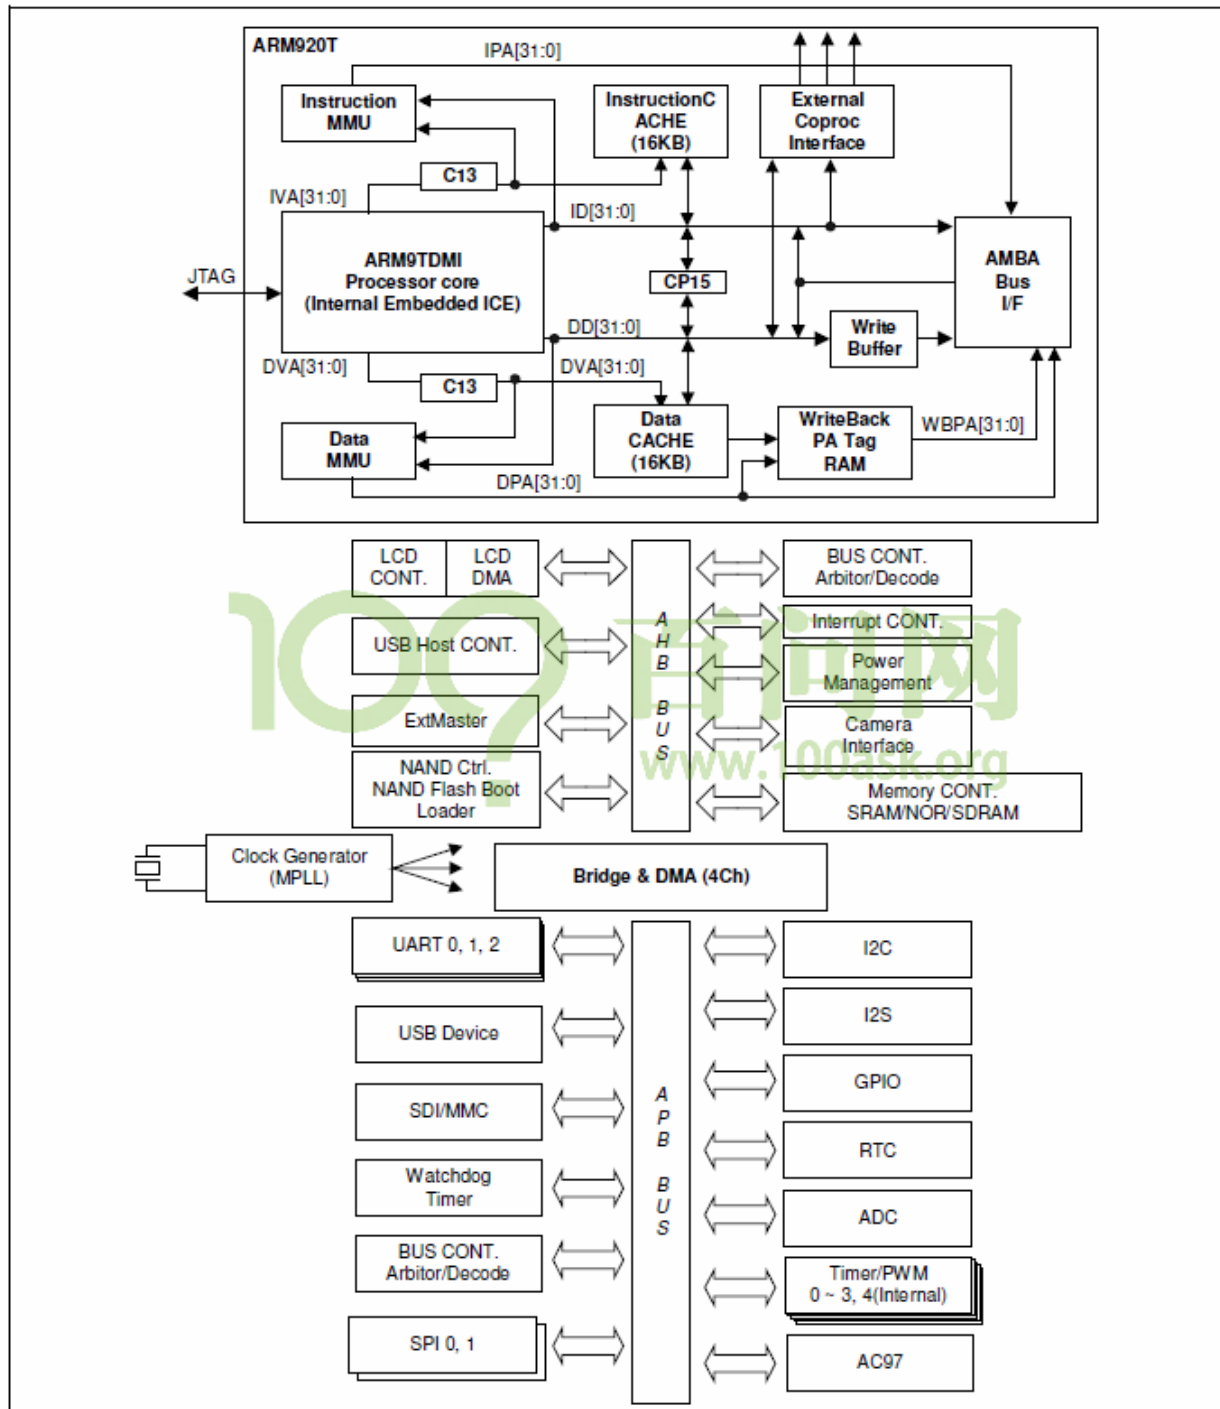 ARM920T
IPA[31:0]
Instruction
MMU
InstructionC
ACHE
(16KB)
External
Coproc
Interface
C13
IVA[31:0]
ID[31:0]
ARM9TDMI
Processor core
(Internal Embedded ICE)
JTAG
CP15
AMBA
Bus
I/F
DD[31:0]
Write
Buffer
DVA[31:0]
C13
DVA[31:0]
Data
MMU
Data
CACHE
(16KB)
WriteBack
PA Tag
RAM
WBPA[31:0]
DPA[31:0]
LCD
CONT.
LCD
DMA
BUS CONT.
Arbitor/Decode
USB Host CONT.
Interrupt CONT.
Power
Management
ExtMaster
Camera
Interface
NAND Ctrl.
NAND Flash Boot
Loader
Memory CONT.
SRAM/NOR/SDRAM
A
H
B
B
U
S
100?
百问网
www.100ask.org
Clock Generator
(MPLL)
Bridge & DMA (4Ch)
UART 0, 1, 2
I2C
USB Device
I2S
SDI/MMC
GPIO
Watchdog
Timer
RTC
BUS CONT.
Arbitor/Decode
ADC
SPI 0, 1
Timer/PWM
0 ~ 3, 4(Internal)
AC97
A
P
B
B
U
S